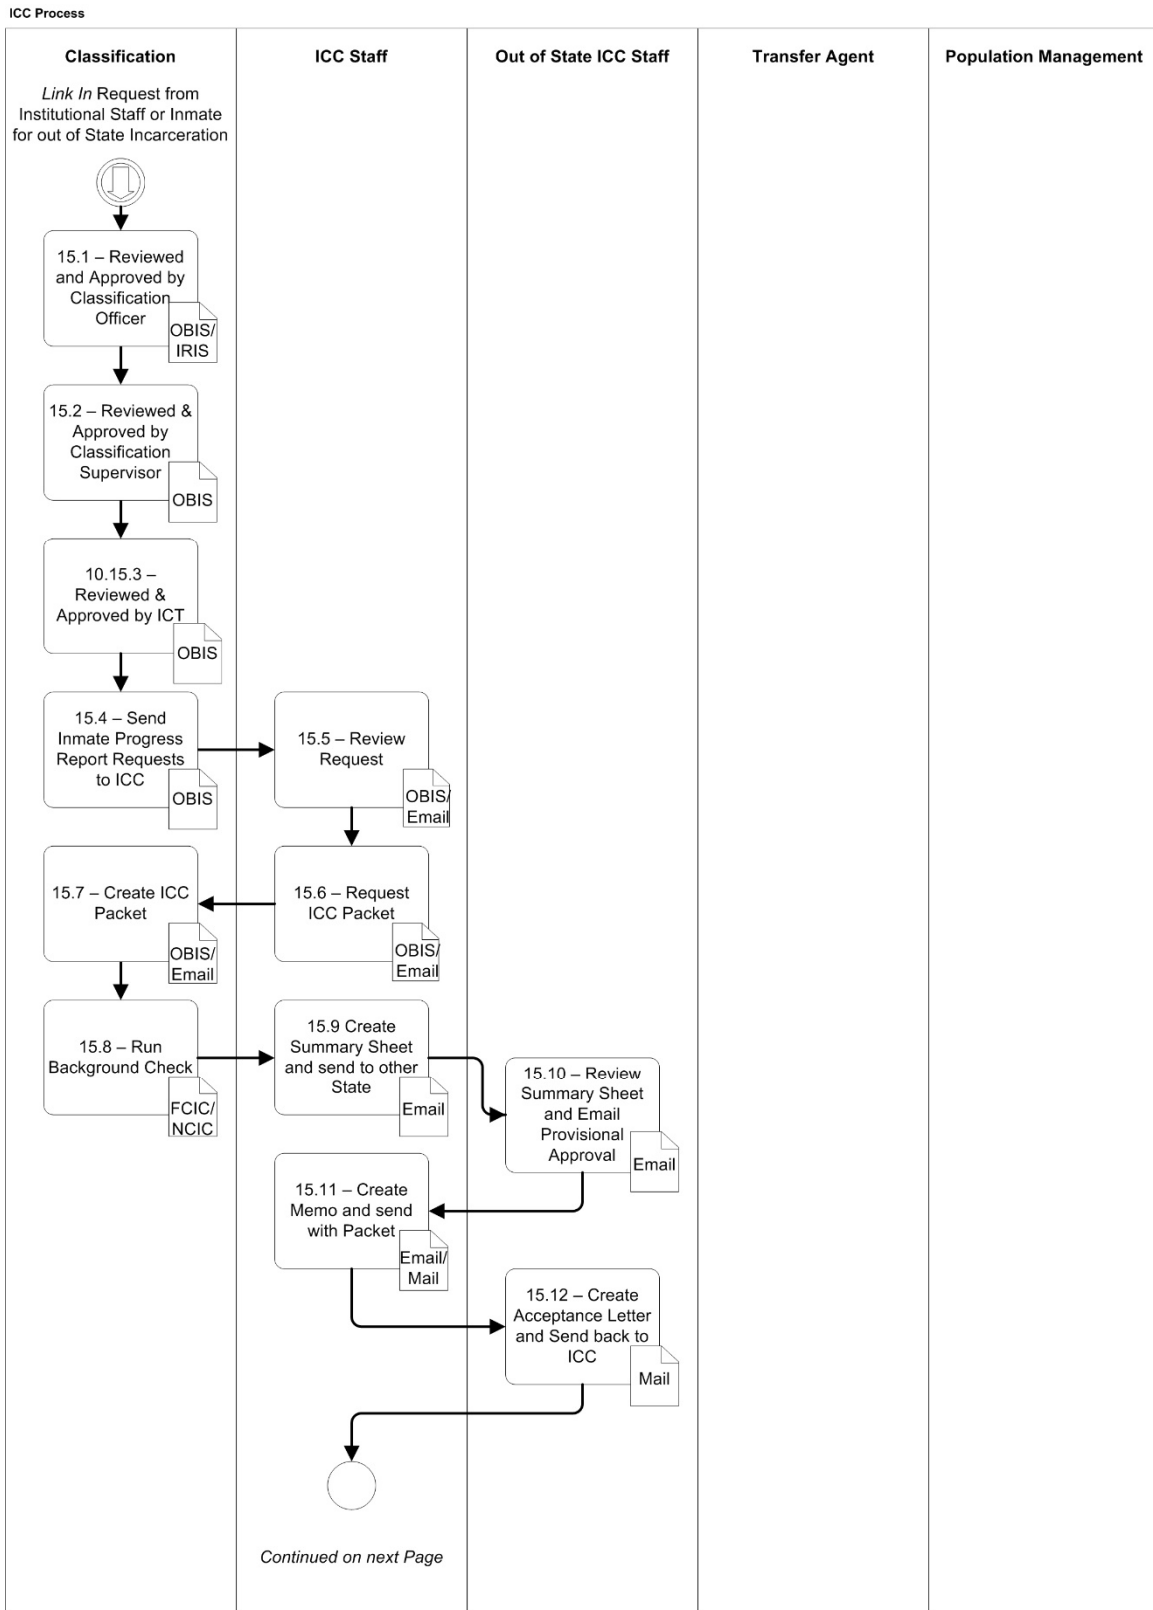 ICC Process
Classification
ICC Staff
Out of State ICC Staff
Transfer Agent
Population Management
Link In Request from
Institutional Staff or Inmate
for out of State Incarceration
15.1 – Reviewed
and Approved by
Classification
Officer
OBIS/
IRIS
15.2 – Reviewed &
Approved by
Classification
Supervisor
OBIS
10.15.3 –
Reviewed &
Approved by ICT
OBIS
15.4 – Send
Inmate Progress
Report Requests
to ICC
OBIS
15.5 – Review
Request
OBIS/
Email
15.6 – Request
ICC Packet
OBIS/
Email
15.7 – Create ICC
Packet
OBIS/
Email
15.8 – Run
Background Check
FCIC/
NCIC
15.9 Create
Summary Sheet
and send to other
State
Email
15.10 – Review
Summary Sheet
and Email
Provisional
Approval
Email
15.11 – Create
Memo and send
with Packet
Email/
Mail
15.12 – Create
Acceptance Letter
and Send back to
ICC
Mail
Continued on next Page